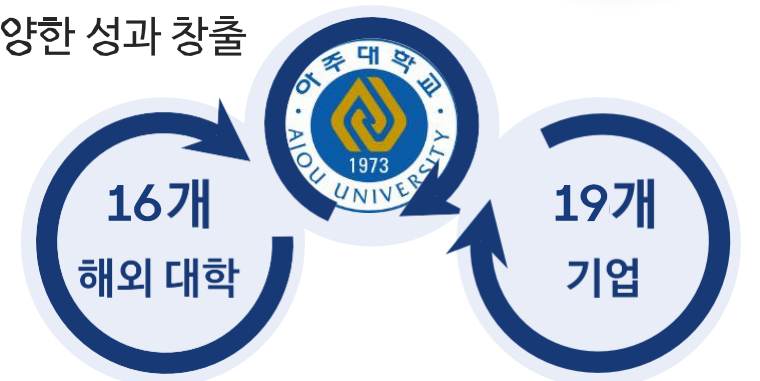 양한 성과 창출
·아주대학교·
1973
AJOU UNIVERSITY
16개
해외 대학
19개
기업